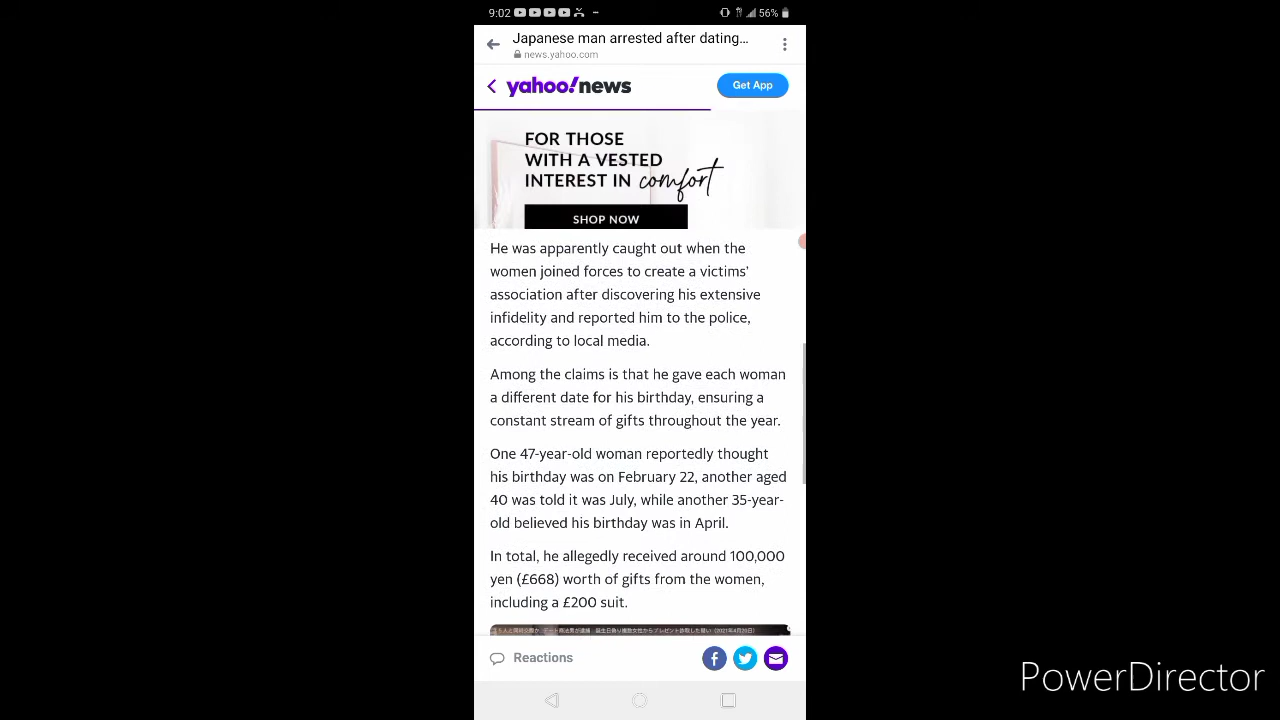 9:02
56%
Japanese man arrested after dating...
news.yahoo.com
yahoo!news
Get App
FOR THOSE
WITH A VESTED
INTEREST IN comfort
SHOP NOW
He was apparently caught out when the
women joined forces to create a victims’
association after discovering his extensive
infidelity and reported him to the police,
according to local media.
Among the claims is that he gave each woman
a different date for his birthday, ensuring a
constant stream of gifts throughout the year.
One 47-year-old woman reportedly thought
his birthday was on February 22, another aged
40 was told it was July, while another 35-year-
old believed his birthday was in April.
In total, he allegedly received around 100,000
yen (£668) worth of gifts from the women,
including a £200 suit.
Reactions
PowerDirector